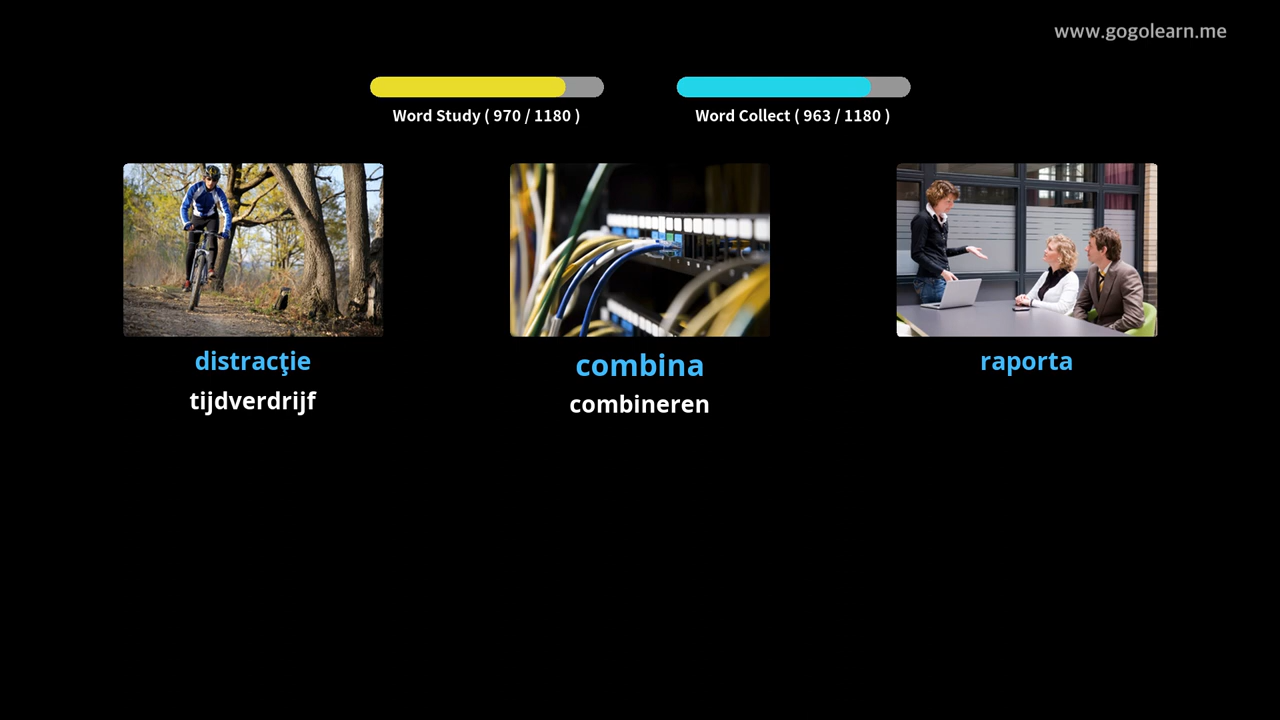 www.gogolearn.me
Word Study ( 970 / 1180 )
Word Collect ( 963 / 1180 )
distracţie
combina
raporta
tijdverdrijf
combineren